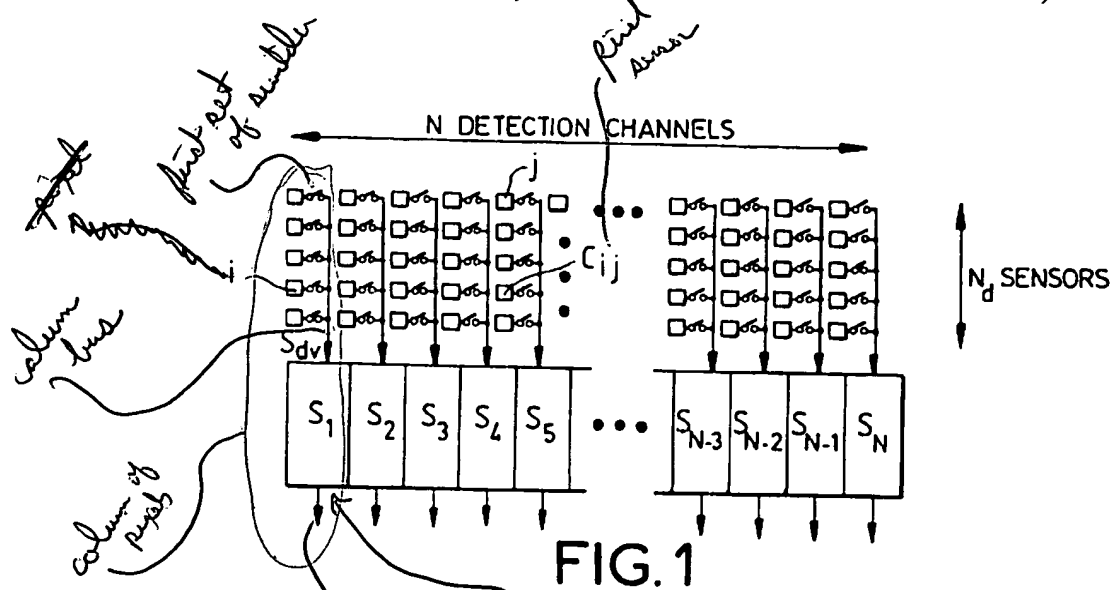 pixel
sensor
first set
of switches
N DETECTION CHANNELS
j
i
C i j
N d SENSORS
column
bus
S dv
S 1 S 2 S 3 S 4 S 5 S N-3 S N-2 S N-1 S N
column of
pixels
FIG. 1